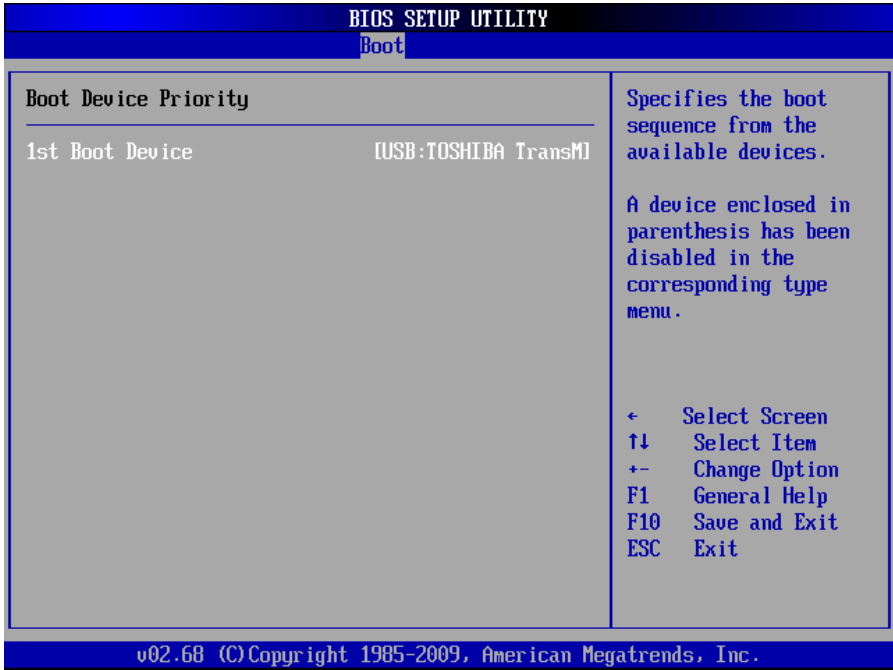 BIOS SETUP UTILITY
Boot
Boot Device Priority
1st Boot Device [USB:TOSHIBA TransM]
Specifies the boot
sequence from the
available devices.
A device enclosed in
parenthesis has been
disabled in the
corresponding type
menu.
← Select Screen
↑↓ Select Item
+- Change Option
F1 General Help
F10 Save and Exit
ESC Exit
v02.68 (C)Copyright 1985-2009, American Megatrends, Inc.